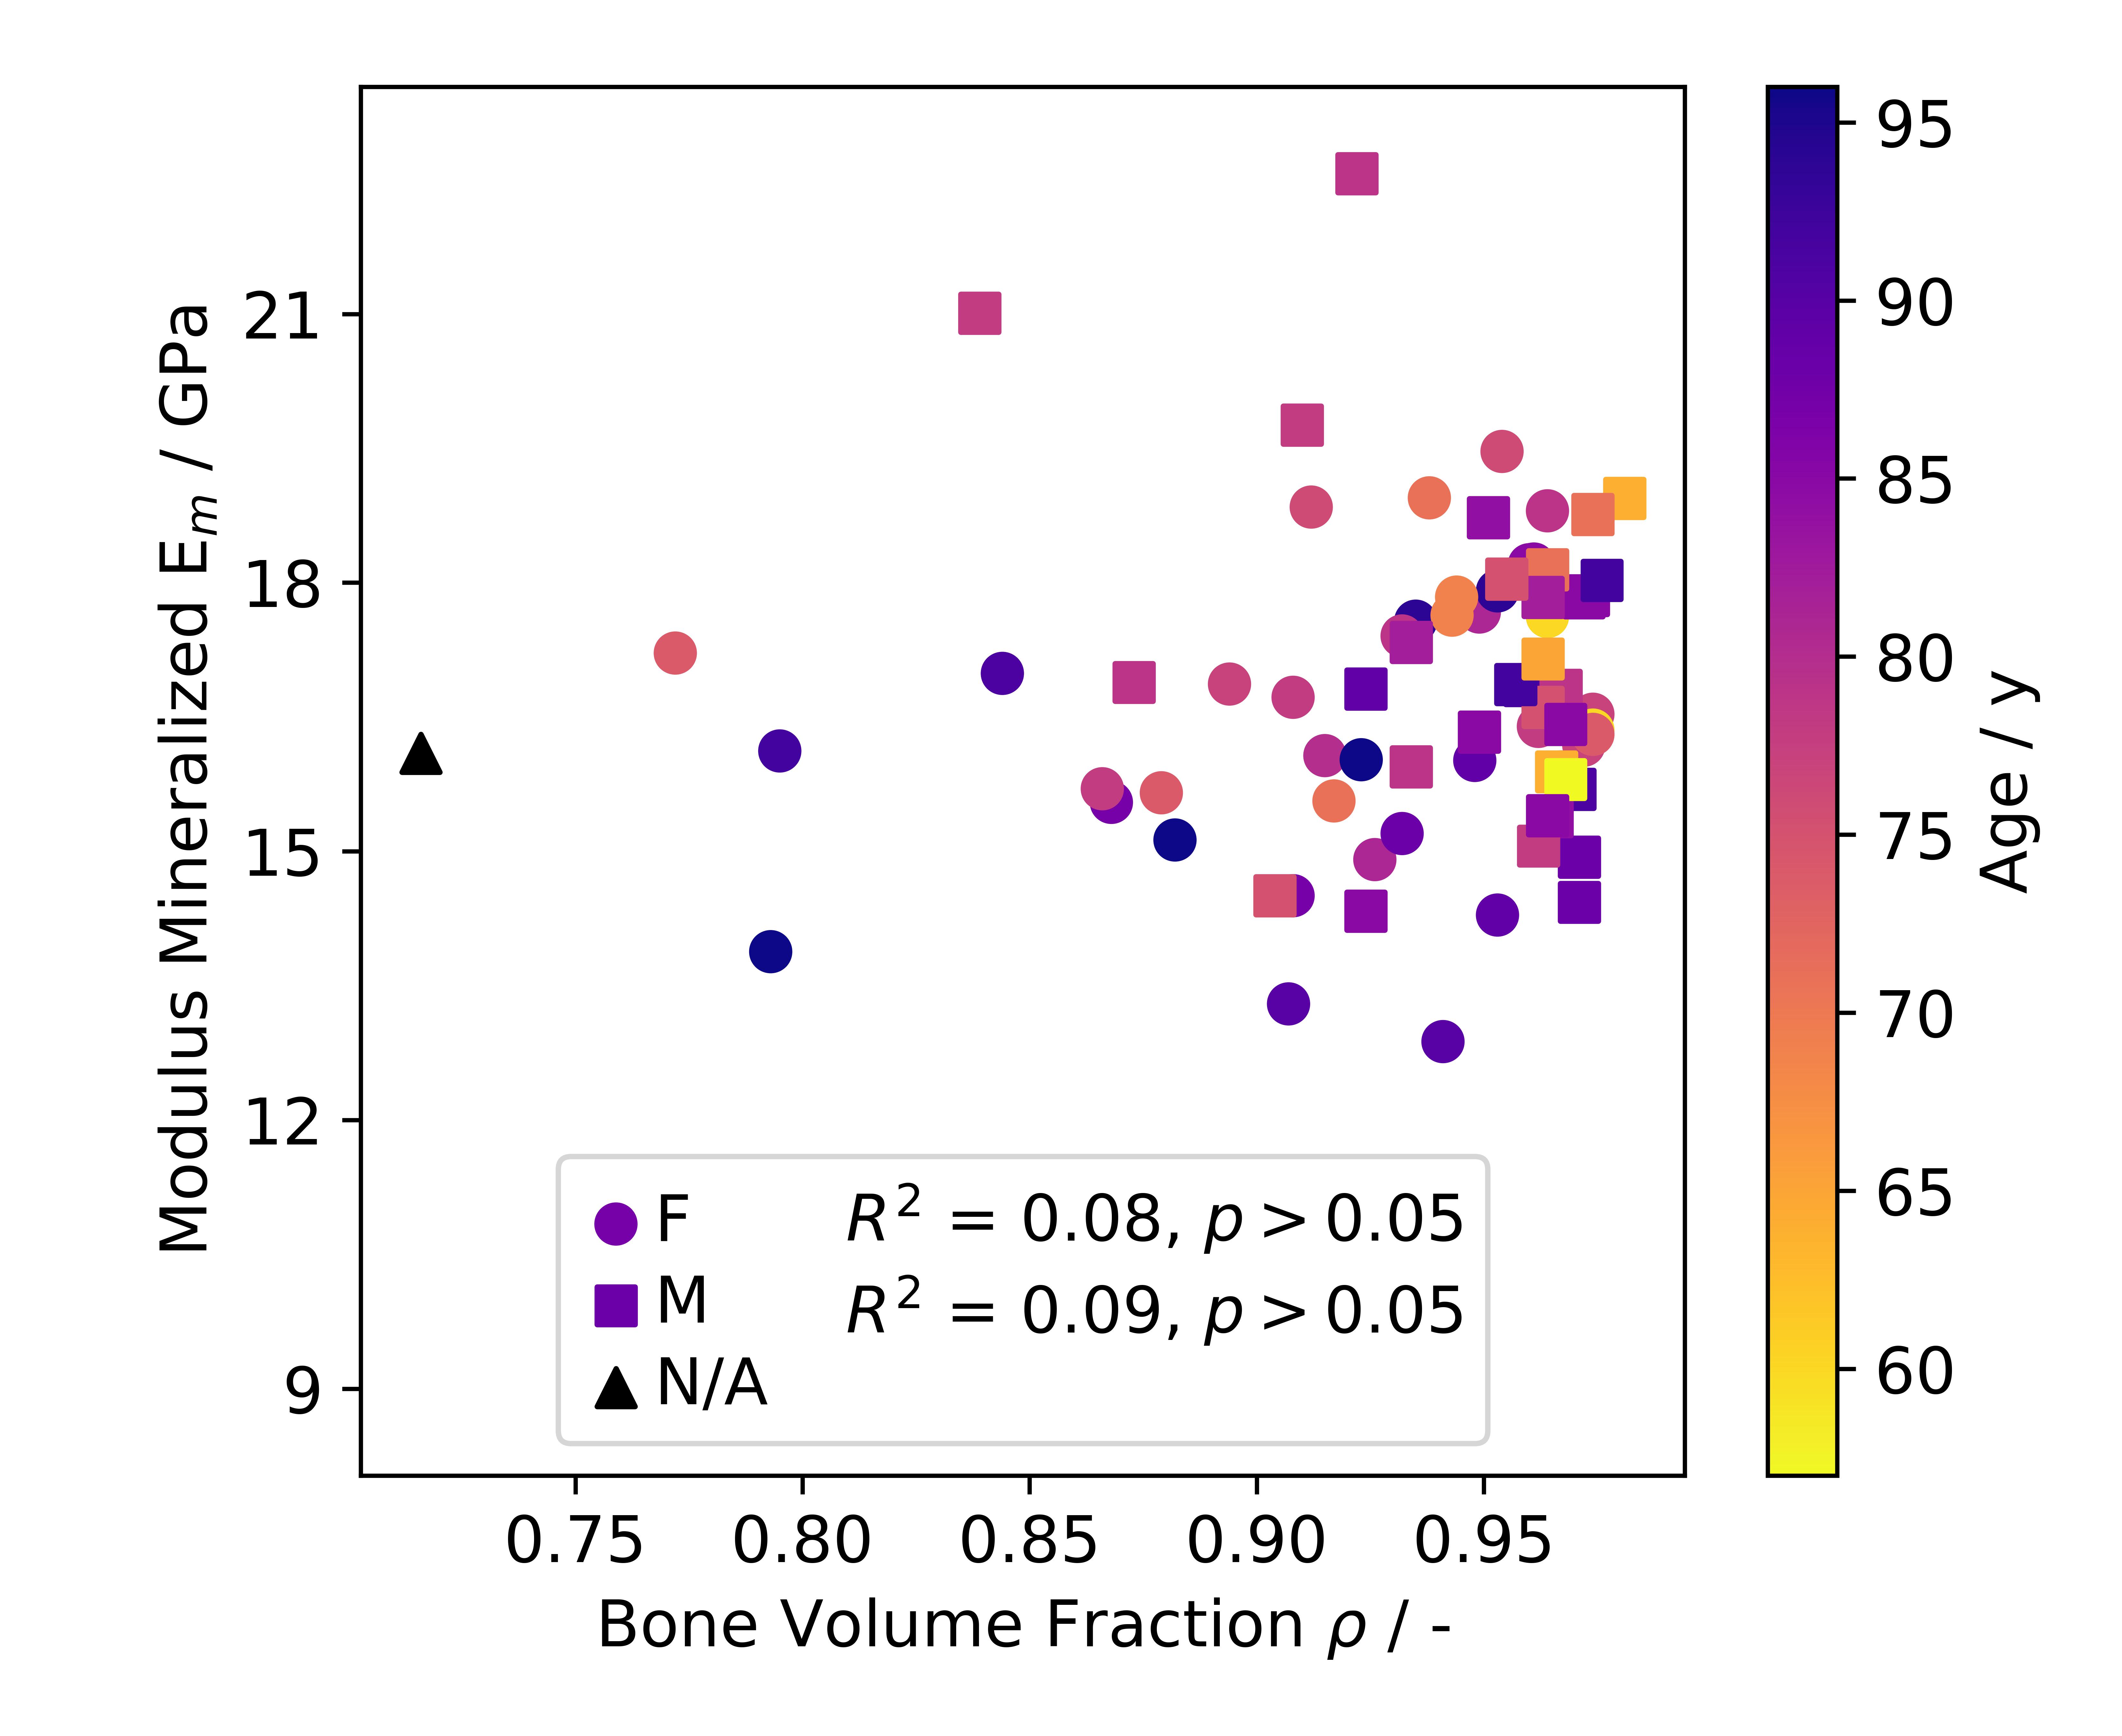 Modulus Mineralized Eₘ / GPa
21
18
15
12
9
F R² = 0.08, p > 0.05
M R² = 0.09, p > 0.05
N/A
0.75 0.80 0.85 0.90 0.95
Bone Volume Fraction ρ / -
95
90
85
80
75
70
65
60
Age / y